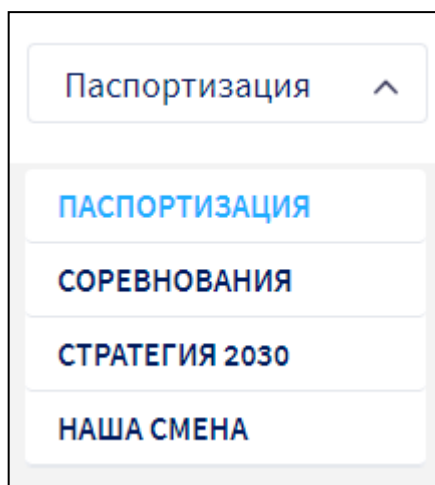 Паспортизация
ПАСПОРТИЗАЦИЯ
СОРЕВНОВАНИЯ
СТРАТЕГИЯ 2030
НАША СМЕНА